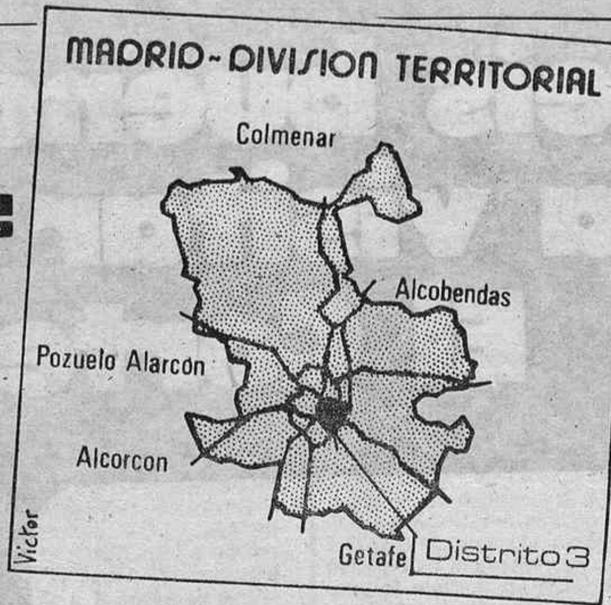 MADRID - DIVISION TERRITORIAL
Colmenar
Alcobendas
Pozuelo Alarcón
Alcorcon
Getafe
Distrito 3
Victor